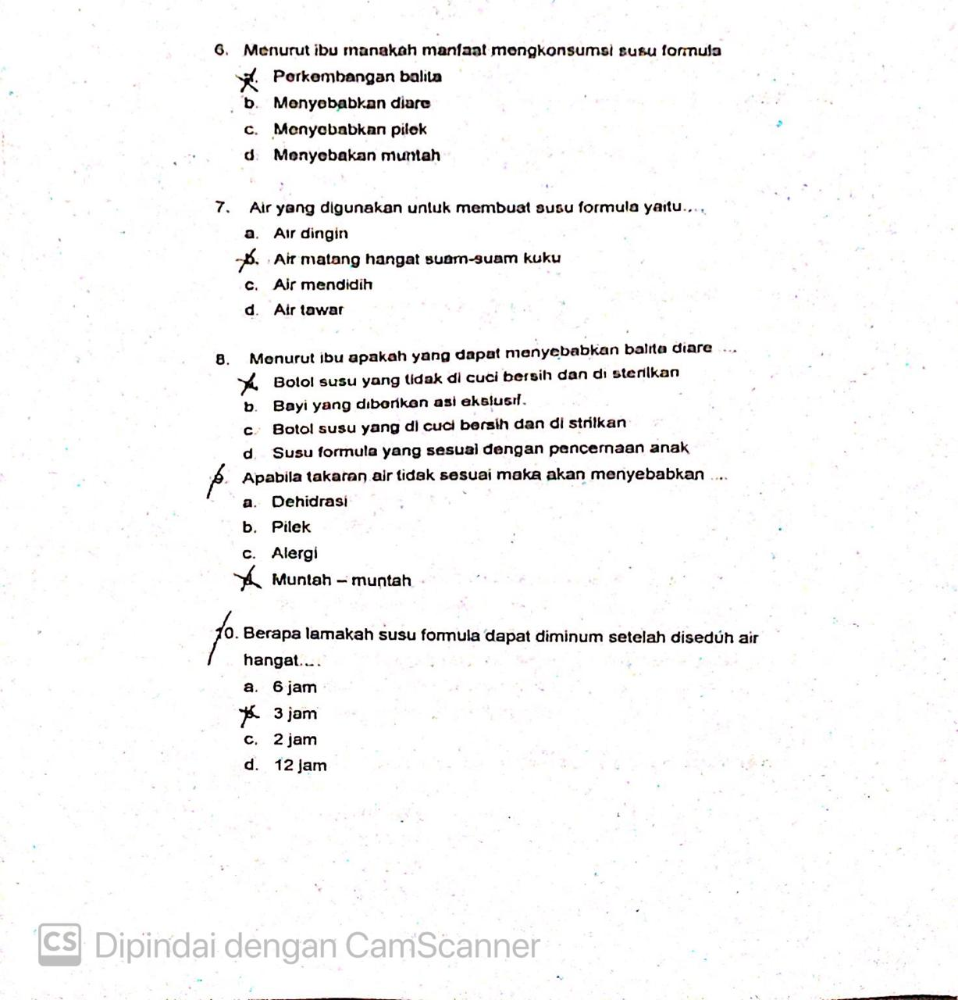 6. Menurut ibu manakah manfaat mengkonsumsi susu formula
a. Perkembangan balita
b. Menyebabkan diare
c. Menyebabkan pilek
d. Menyebakan muntah
7. Air yang digunakan untuk membuat susu formula yaitu....
a. Air dingin
b. Air matang hangat suam-suam kuku
c. Air mendidih
d. Air tawar
8. Menurut ibu apakah yang dapat menyebabkan balita diare ....
a. Botol susu yang tidak di cuci bersih dan di sterilkan
b. Bayi yang diberikan asi ekslusif.
c. Botol susu yang di cuci bersih dan di strilkan
d. Susu formula yang sesuai dengan pencernaan anak
9. Apabila takaran air tidak sesuai maka akan menyebabkan ....
a. Dehidrasi
b. Pilek
c. Alergi
d. Muntah – muntah
10. Berapa lamakah susu formula dapat diminum setelah diseduh air
hangat....
a. 6 jam
b. 3 jam
c. 2 jam
d. 12 jam
CS Dipindai dengan CamScanner